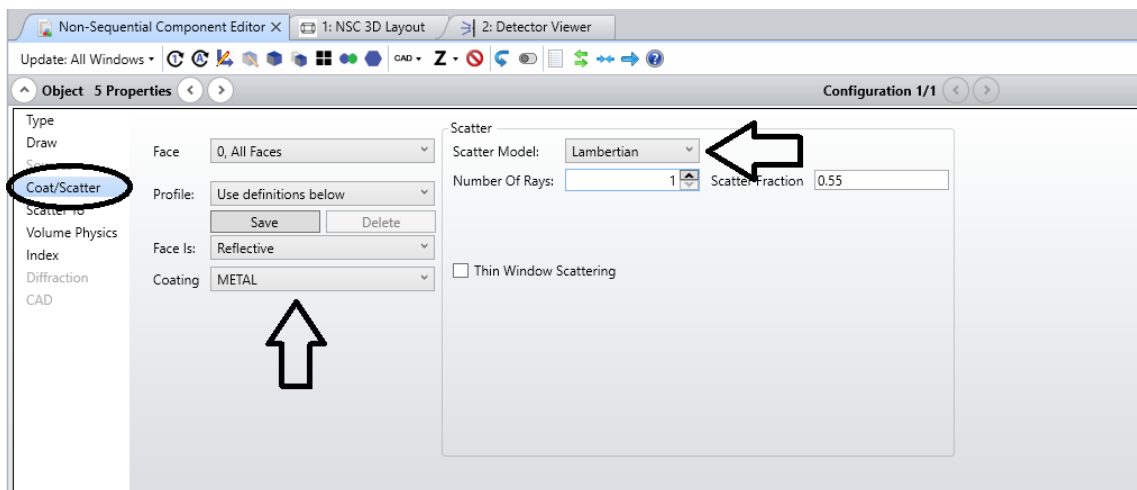 Non-Sequential Component Editor X 1: NSC 3D Layout 2: Detector Viewer
Update: All Windows CAD Z
Object 5 Properties Configuration 1/1
Type
Draw
Coat/Scatter
Scatter To
Volume Physics
Index
Diffraction
CAD
Face 0, All Faces
Profile: Use definitions below
Save Delete
Face Is: Reflective
Coating METAL
Scatter
Scatter Model: Lambertian
Number Of Rays: 1 Scatter Fraction 0.55
Thin Window Scattering